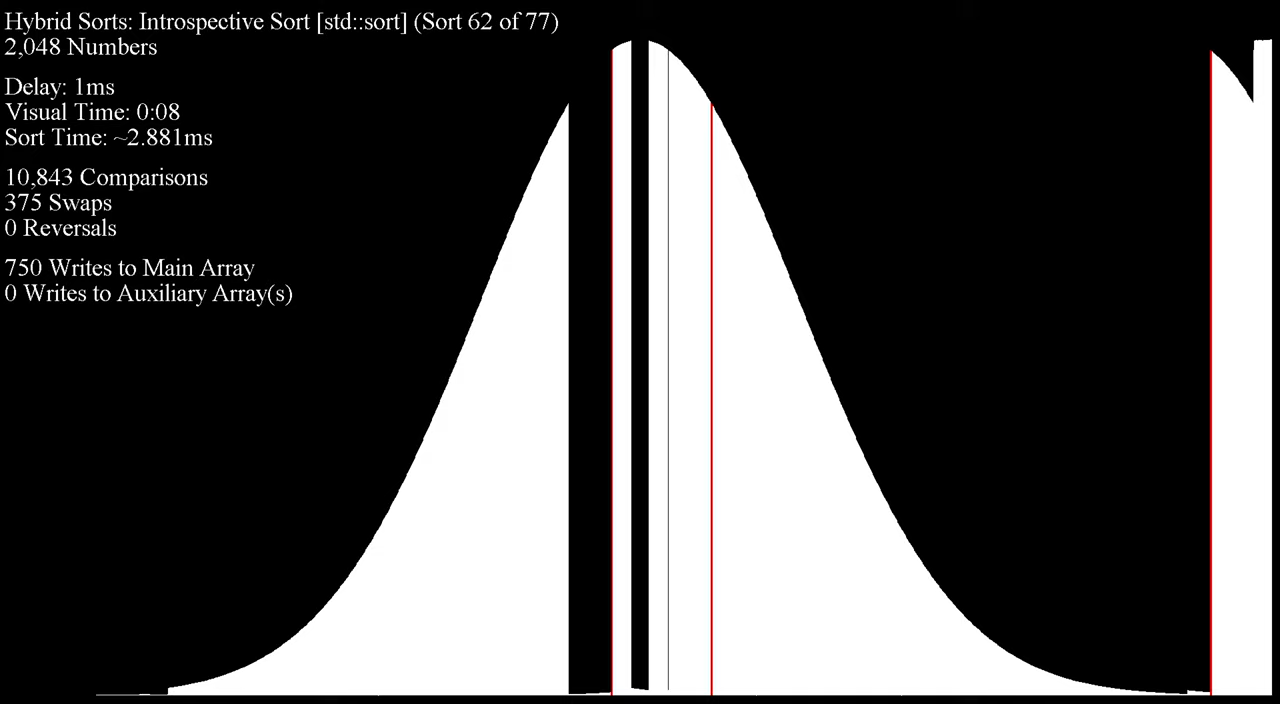 Hybrid Sorts: Introspective Sort [std::sort] (Sort 62 of 77)
2,048 Numbers
Delay: 1ms
Visual Time: 0:08
Sort Time: ~2.881ms
10,843 Comparisons
375 Swaps
0 Reversals
750 Writes to Main Array
0 Writes to Auxiliary Array(s)